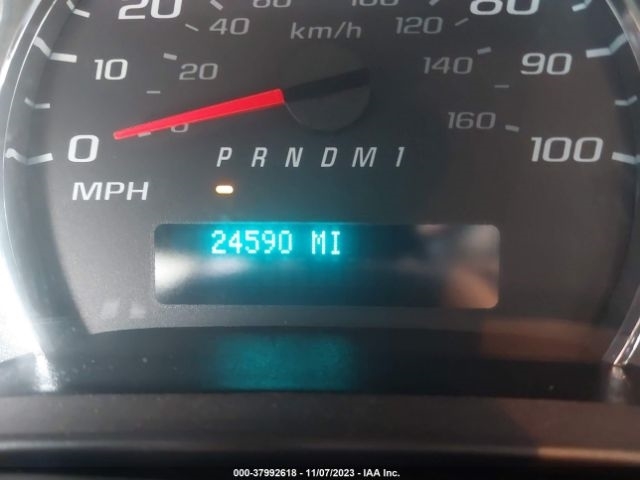 20 80
40 km/h 120
10 20 140 90
0 0 160 100
P R N D M 1
MPH
24590 MI
000-37992618 - 11/07/2023 - IAA Inc.